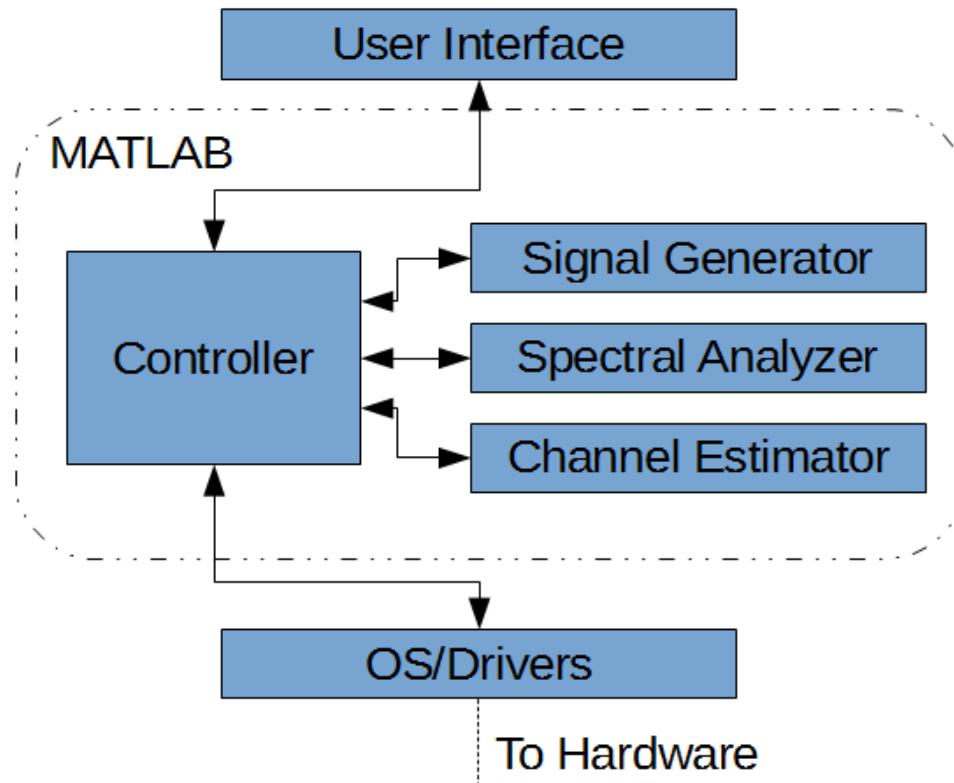 User Interface
MATLAB
Signal Generator
Controller
Spectral Analyzer
Channel Estimator
OS/Drivers
To Hardware